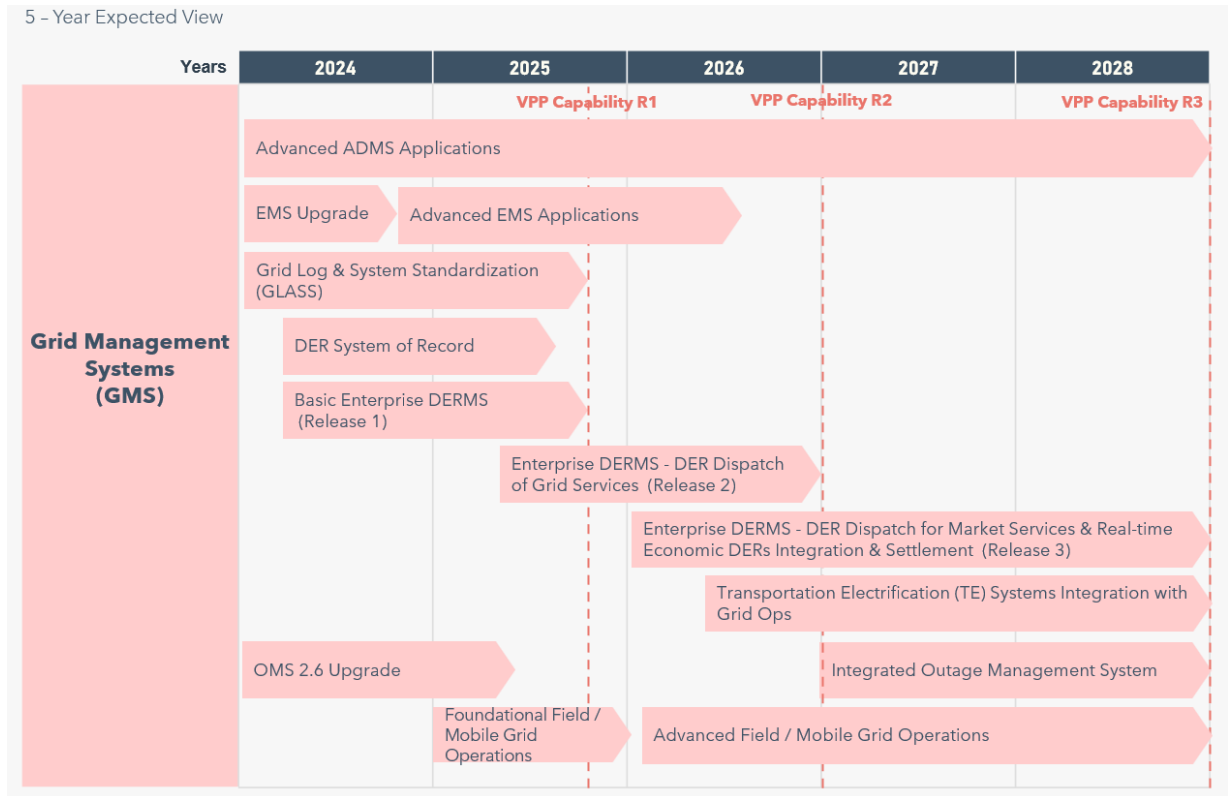 5 – Year Expected View
Years
2024
2025
2026
2027
2028
VPP Capability R1
VPP Capability R2
VPP Capability R3
Grid Management
Systems
(GMS)
Advanced ADMS Applications
EMS Upgrade
Advanced EMS Applications
Grid Log & System Standardization
(GLASS)
DER System of Record
Basic Enterprise DERMS
(Release 1)
Enterprise DERMS - DER Dispatch
of Grid Services (Release 2)
Enterprise DERMS - DER Dispatch for Market Services & Real-time
Economic DERs Integration & Settlement (Release 3)
Transportation Electrification (TE) Systems Integration with
Grid Ops
OMS 2.6 Upgrade
Integrated Outage Management System
Foundational Field /
Mobile Grid
Operations
Advanced Field / Mobile Grid Operations